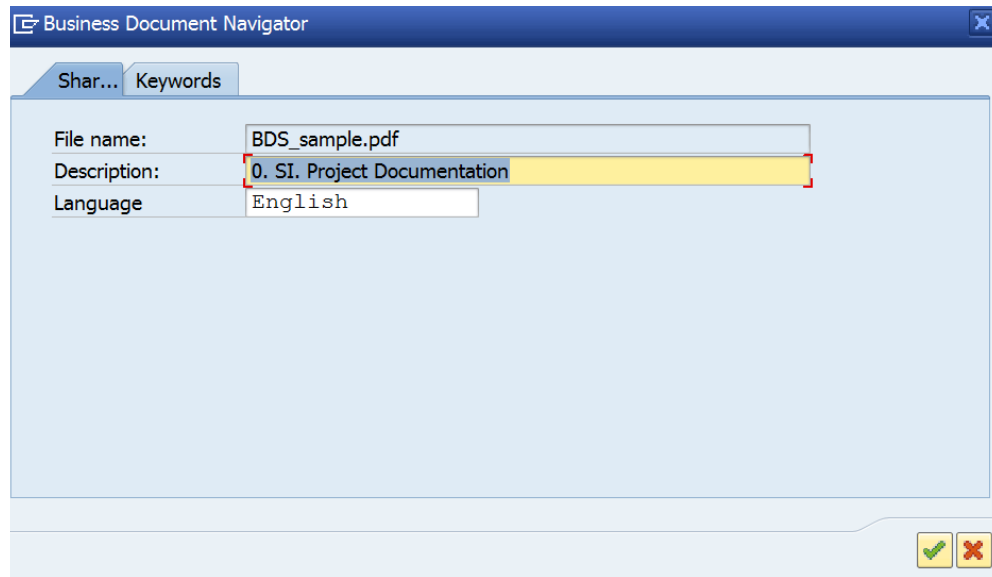 Business Document Navigator
Shar... Keywords
File name: BDS_sample.pdf
Description: 0. SI. Project Documentation
Language English